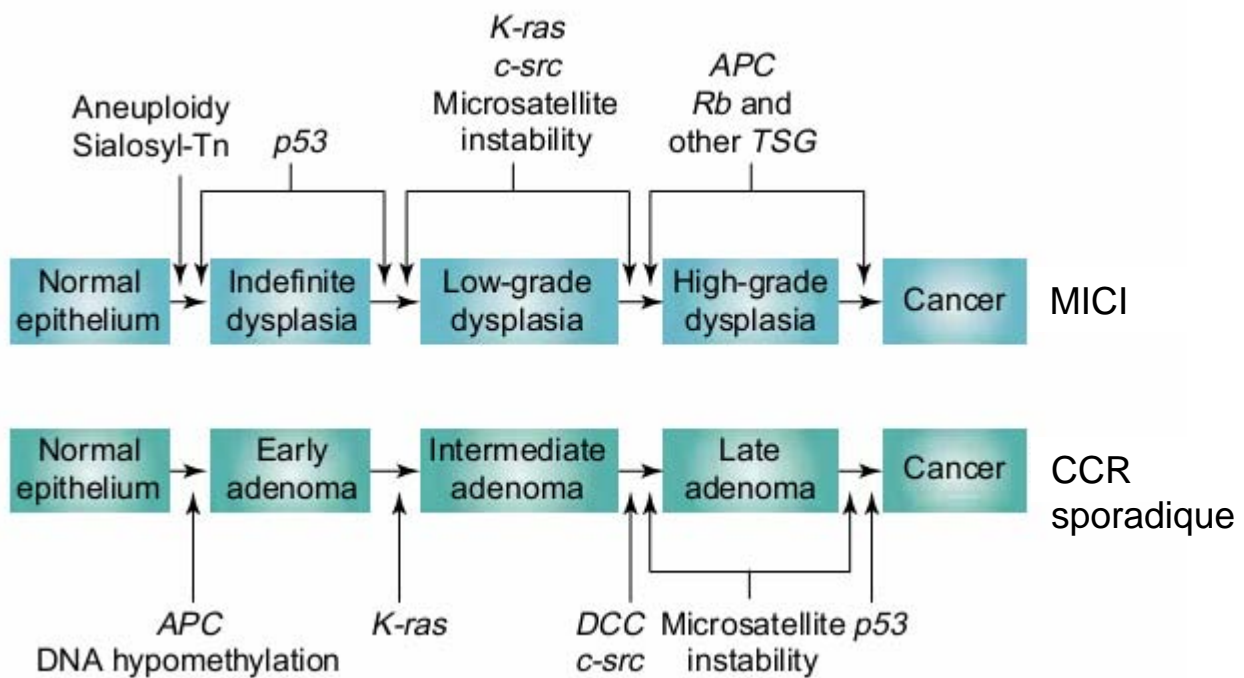 K-ras
c-src
Microsatellite
instability
APC
Rb and
other TSG
Aneuploidy
Sialosyl-Tn
p53
Normal
epithelium
Indefinite
dysplasia
Low-grade
dysplasia
High-grade
dysplasia
Cancer
MICI
Normal
epithelium
Early
adenoma
Intermediate
adenoma
Late
adenoma
Cancer
CCR
sporadique
APC
DNA hypomethylation
K-ras
DCC
c-src
Microsatellite
instability
p53